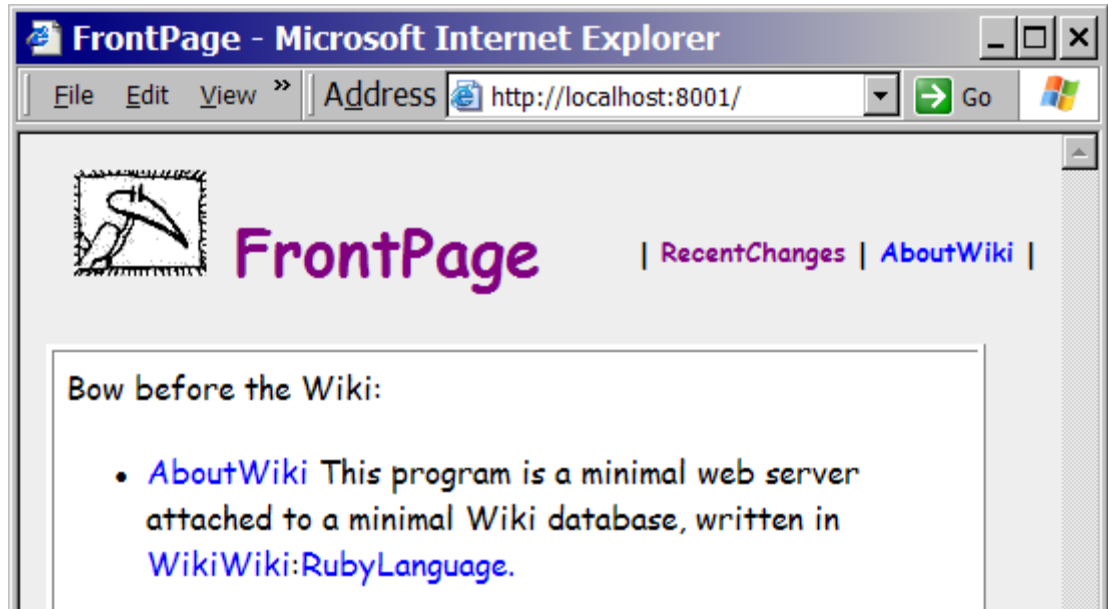 FrontPage - Microsoft Internet Explorer
File Edit View » Address http://localhost:8001/ Go
FrontPage | RecentChanges | AboutWiki |
Bow before the Wiki:
• AboutWiki This program is a minimal web server
attached to a minimal Wiki database, written in
WikiWiki:RubyLanguage.